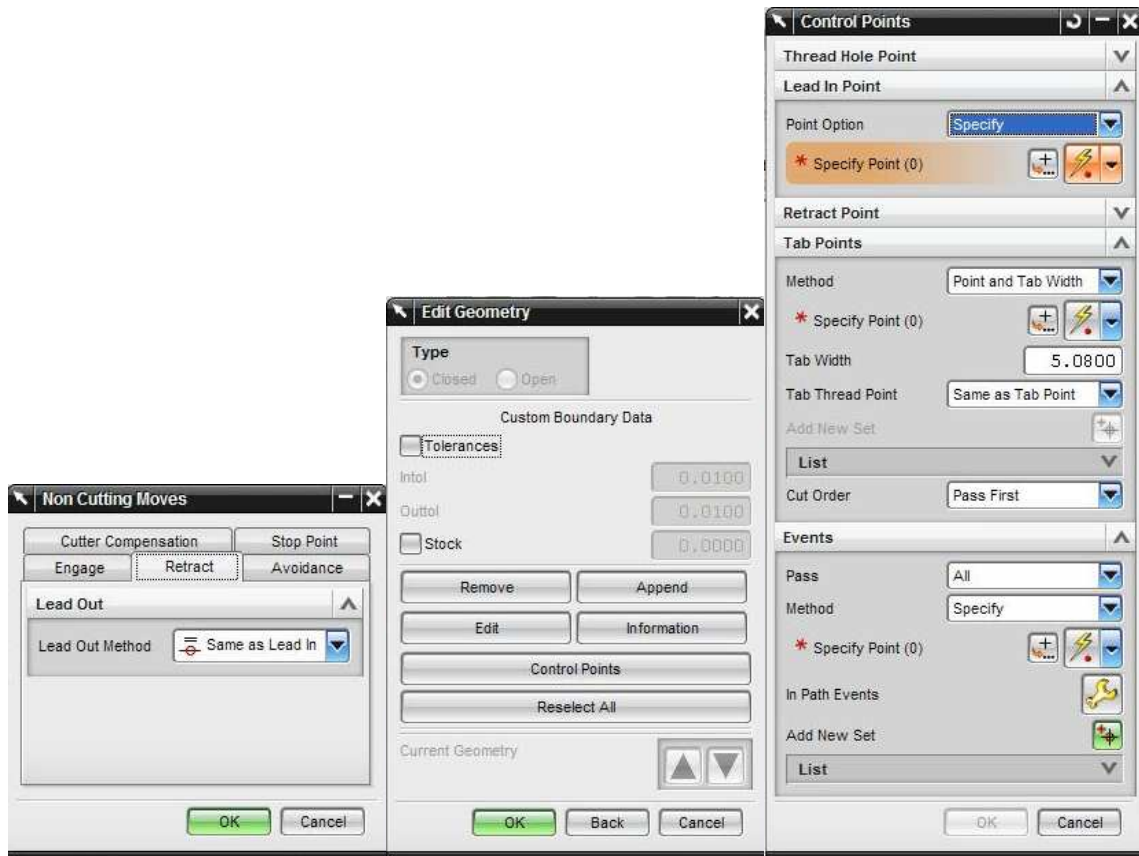 Non Cutting Moves
Cutter Compensation Stop Point
Engage Retract Avoidance
Lead Out
Lead Out Method Same as Lead In
OK Cancel
Edit Geometry
Type
Closed Open
Custom Boundary Data
Tolerances
Intol 0.0100
Outtol 0.0100
Stock 0.0000
Remove Append
Edit Information
Control Points
Reselect All
Current Geometry
OK Back Cancel
Control Points
Thread Hole Point
Lead In Point
Point Option Specify
* Specify Point (0)
Retract Point
Tab Points
Method Point and Tab Width
* Specify Point (0)
Tab Width 5.0800
Tab Thread Point Same as Tab Point
Add New Set
List
Cut Order Pass First
Events
Pass All
Method Specify
* Specify Point (0)
In Path Events
Add New Set
List
OK Cancel